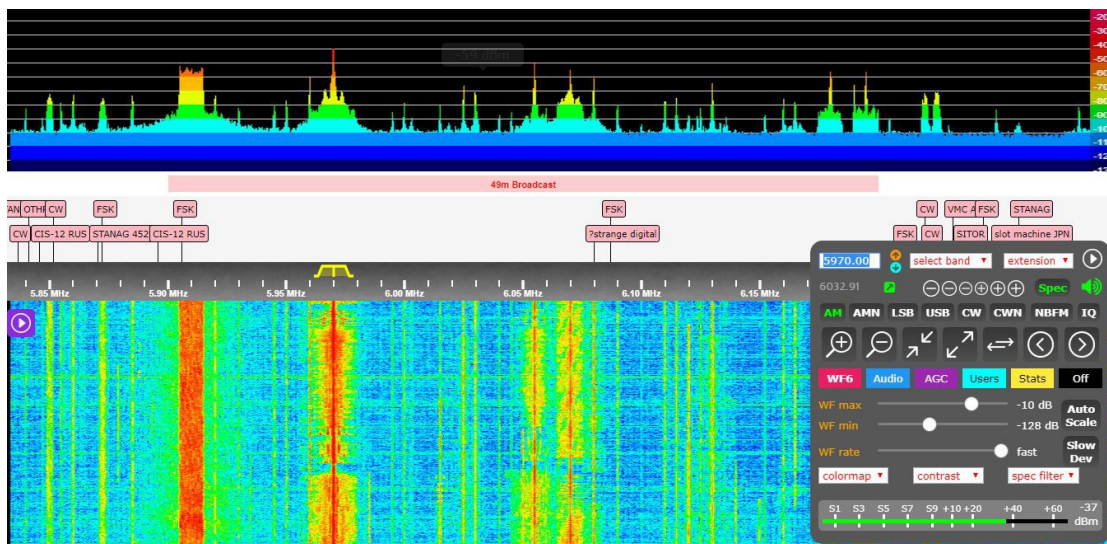 -20
-30
-40
-50
-60
-70
-80
-90
-59 dBm
49m Broadcast
OTHR CW FSK FSK FSK CW VMC FSK STANAG
CW CIS-12 RUS STANAG 452 CIS-12 RUS ?strange digital FSK CW SITOR slot machine JPN
5970.00 select band extension
5.85 MHz 5.90 MHz 5.95 MHz 6.00 MHz 6.05 MHz 6.10 MHz 6.15 MHz
6032.91 Spec
AM AMN LSB USB CW CWN NBFM IQ
WF6 Audio AGC Users Stats Off
WF max -10 dB Auto Scale
WF min -128 dB
WF rate fast Slow Dev
colormap contrast spec filter
S1 S3 S5 S7 S9 +10 +20 +40 +60 -37 dBm